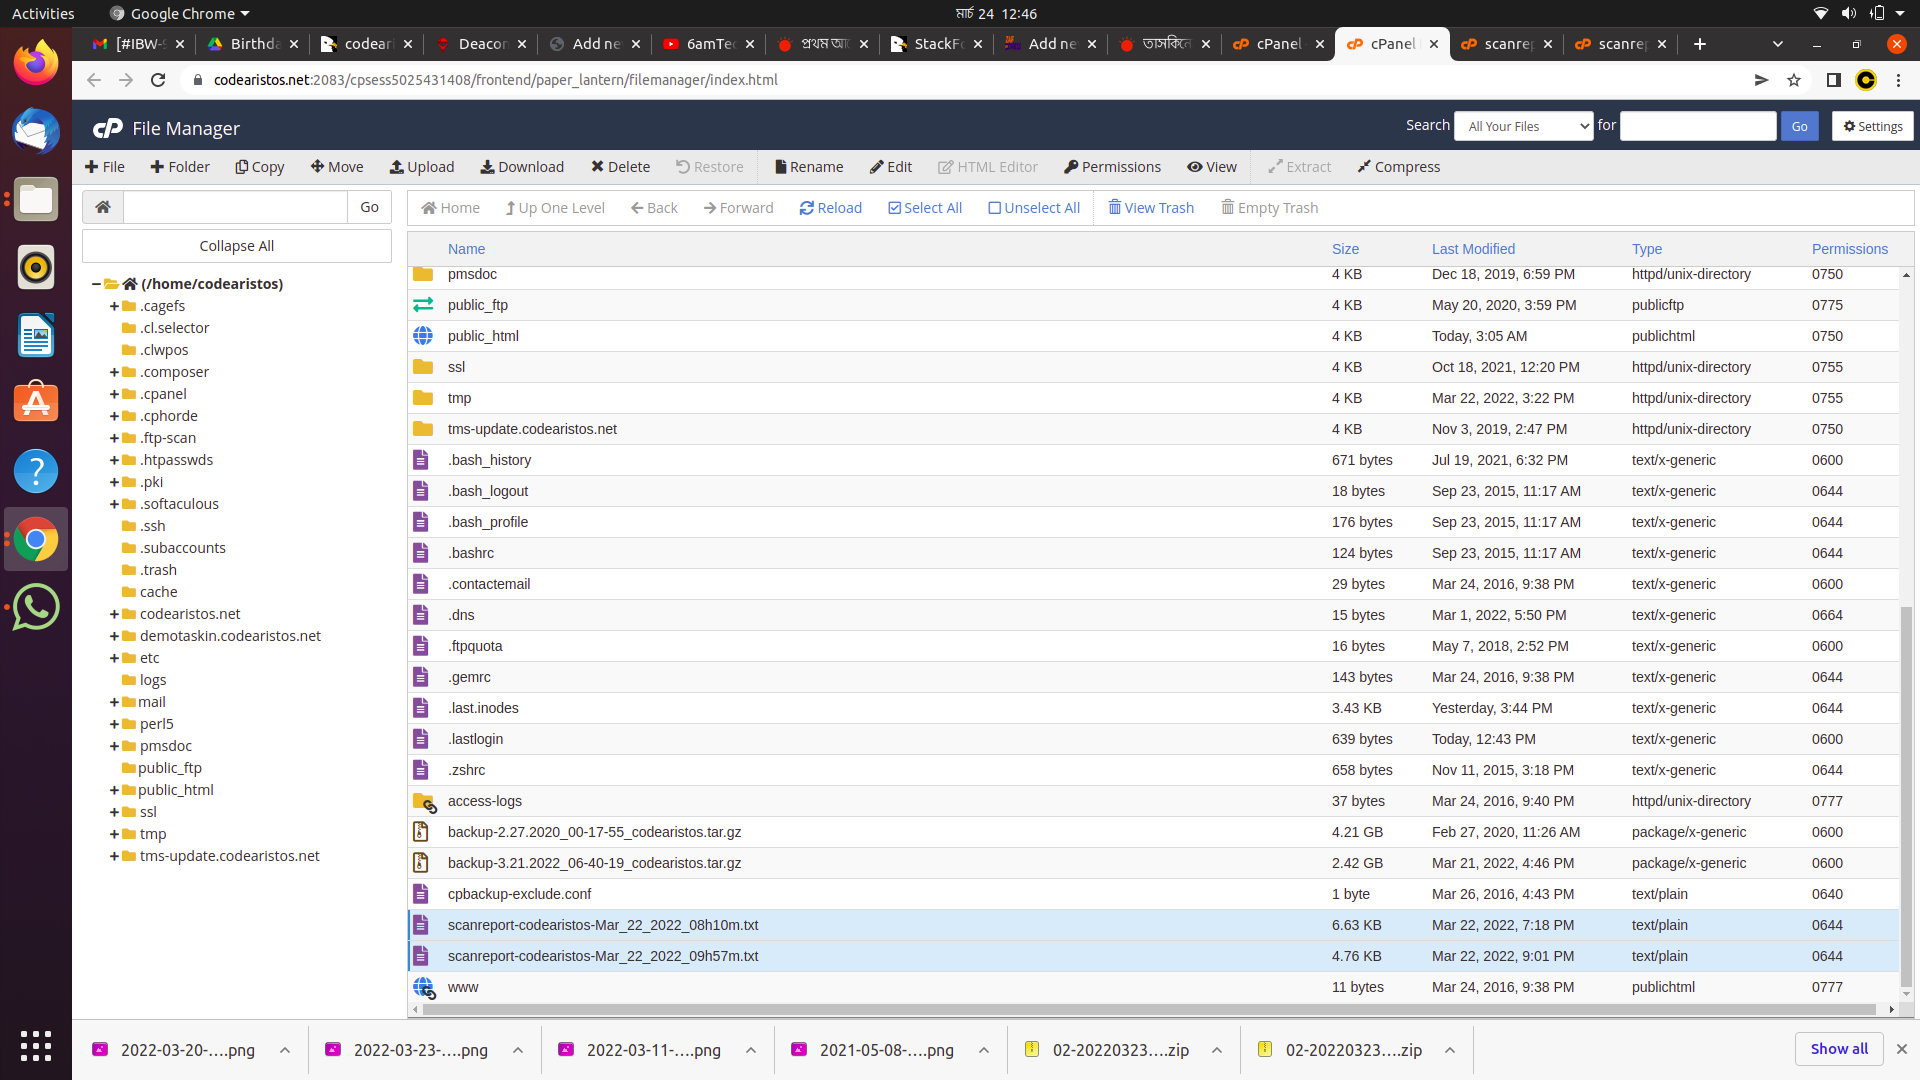 Activities Google Chrome মার্চ 24 12:46
[#IBW-9 Birthda codear Deacon Add ne 6amTec প্রথম আ StackFo Add ne তাসকিনে cPanel cPanel scanrep scanrep
codearistos.net:2083/cpsess5025431408/frontend/paper_lantern/filemanager/index.html
cP File Manager Search All Your Files for Go Settings
File Folder Copy Move Upload Download Delete Restore Rename Edit HTML Editor Permissions View Extract Compress
Go Home Up One Level Back Forward Reload Select All Unselect All View Trash Empty Trash
Collapse All
(/home/codearistos)
.cagefs
.cl.selector
.clwpos
.composer
.cpanel
.cphorde
.ftp-scan
.htpasswds
.pki
.softaculous
.ssh
.subaccounts
.trash
cache
codearistos.net
demotaskin.codearistos.net
etc
logs
mail
perl5
pmsdoc
public_ftp
public_html
ssl
tmp
tms-update.codearistos.net
Name Size Last Modified Type Permissions
pmsdoc 4 KB Dec 18, 2019, 6:59 PM httpd/unix-directory 0750
public_ftp 4 KB May 20, 2020, 3:59 PM publicftp 0775
public_html 4 KB Today, 3:05 AM publichtml 0750
ssl 4 KB Oct 18, 2021, 12:20 PM httpd/unix-directory 0755
tmp 4 KB Mar 22, 2022, 3:22 PM httpd/unix-directory 0755
tms-update.codearistos.net 4 KB Nov 3, 2019, 2:47 PM httpd/unix-directory 0750
.bash_history 671 bytes Jul 19, 2021, 6:32 PM text/x-generic 0600
.bash_logout 18 bytes Sep 23, 2015, 11:17 AM text/x-generic 0644
.bash_profile 176 bytes Sep 23, 2015, 11:17 AM text/x-generic 0644
.bashrc 124 bytes Sep 23, 2015, 11:17 AM text/x-generic 0644
.contactemail 29 bytes Mar 24, 2016, 9:38 PM text/x-generic 0600
.dns 15 bytes Mar 1, 2022, 5:50 PM text/x-generic 0664
.ftpquota 16 bytes May 7, 2018, 2:52 PM text/x-generic 0600
.gemrc 143 bytes Mar 24, 2016, 9:38 PM text/x-generic 0644
.last.inodes 3.43 KB Yesterday, 3:44 PM text/x-generic 0644
.lastlogin 639 bytes Today, 12:43 PM text/x-generic 0600
.zshrc 658 bytes Nov 11, 2015, 3:18 PM text/x-generic 0644
access-logs 37 bytes Mar 24, 2016, 9:40 PM httpd/unix-directory 0777
backup-2.27.2020_00-17-55_codearistos.tar.gz 4.21 GB Feb 27, 2020, 11:26 AM package/x-generic 0600
backup-3.21.2022_06-40-19_codearistos.tar.gz 2.42 GB Mar 21, 2022, 4:46 PM package/x-generic 0600
cpbackup-exclude.conf 1 byte Mar 26, 2016, 4:43 PM text/plain 0640
scanreport-codearistos-Mar_22_2022_08h10m.txt 6.63 KB Mar 22, 2022, 7:18 PM text/plain 0644
scanreport-codearistos-Mar_22_2022_09h57m.txt 4.76 KB Mar 22, 2022, 9:01 PM text/plain 0644
www 11 bytes Mar 24, 2016, 9:38 PM publichtml 0777
2022-03-20-....png 2022-03-23-....png 2022-03-11-....png 2021-05-08-....png 02-20220323....zip 02-20220323....zip Show all